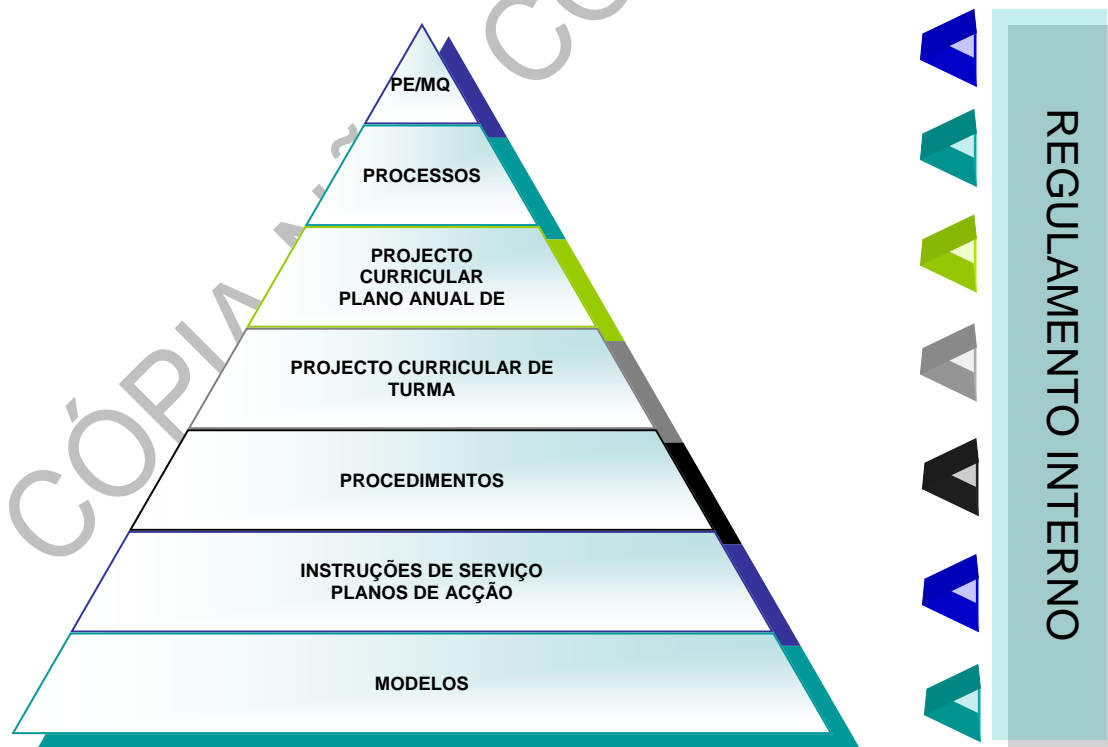 PE/MQ
PROCESSOS
PROJECTO
CURRICULAR
PLANO ANUAL DE
PROJECTO CURRICULAR DE
TURMA
PROCEDIMENTOS
INSTRUÇÕES DE SERVIÇO
PLANOS DE ACÇÃO
MODELOS
REGULAMENTO INTERNO
CÓPIA